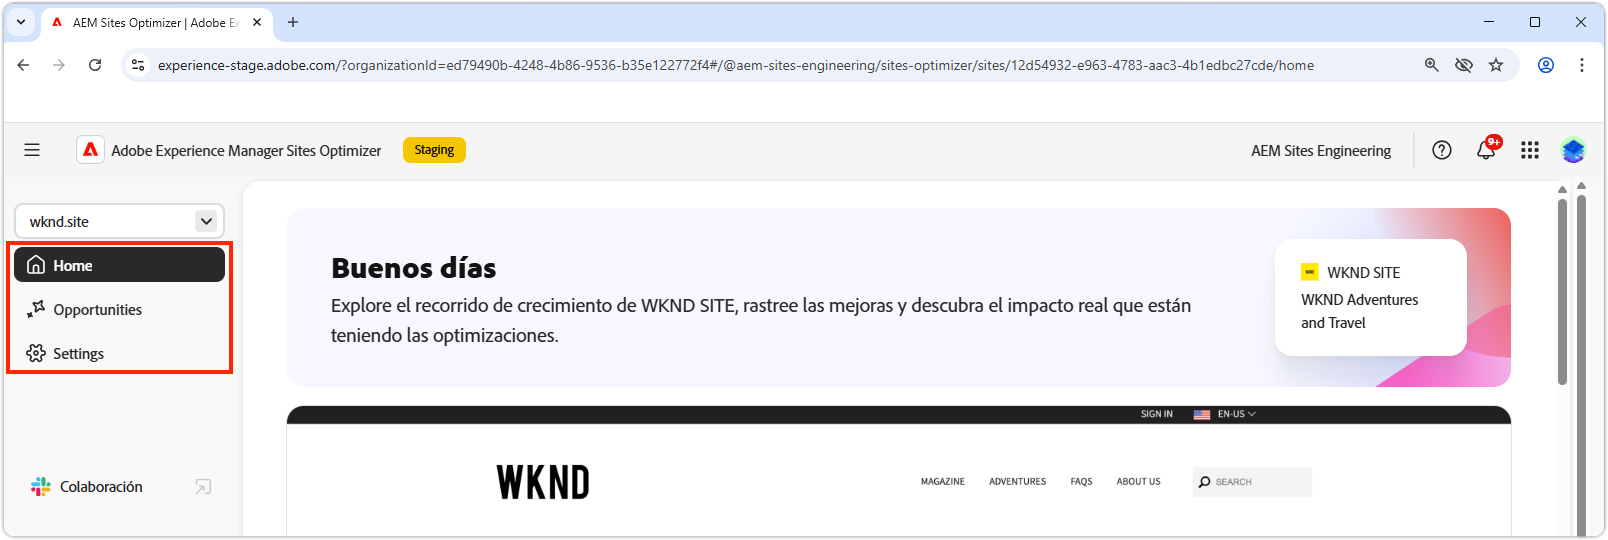 AEM Sites Optimizer | Adobe Ex
experience-stage.adobe.com/?organizationId=ed79490b-4248-4b86-9536-b35e122772f4#/@aem-sites-engineering/sites-optimizer/sites/12d54932-e963-4783-aac3-4b1edbc27cde/home
Adobe Experience Manager Sites Optimizer
Staging
AEM Sites Engineering
9+
wknd.site
Home
Opportunities
Settings
Colaboración
Buenos días
Explore el recorrido de crecimiento de WKND SITE, rastree las mejoras y descubra el impacto real que están
teniendo las optimizaciones.
WKND SITE
WKND Adventures
and Travel
SIGN IN
EN-US
WKND
MAGAZINE
ADVENTURES
FAQS
ABOUT US
SEARCH